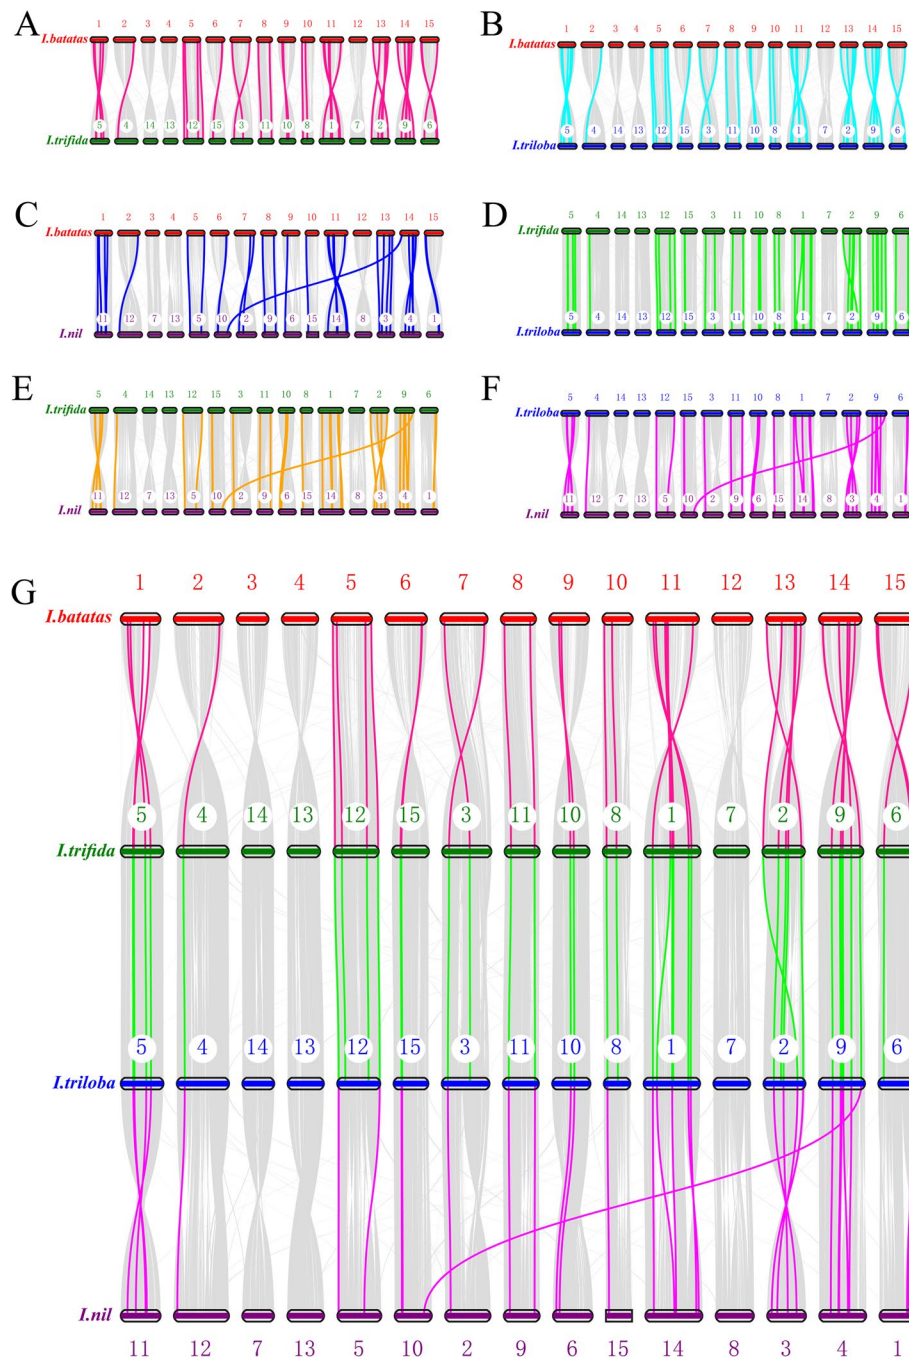 A
1 2 3 4 5 6 7 8 9 10 11 12 13 14 15
I.batatas
5 4 14 13 12 15 3 11 10 8 1 7 2 9 6
I.trifida
B
1 2 3 4 5 6 7 8 9 10 11 12 13 14 15
I.batatas
5 4 14 13 12 15 3 11 10 8 1 7 2 9 6
I.triloba
C
1 2 3 4 5 6 7 8 9 10 11 12 13 14 15
I.batatas
11 12 7 13 5 10 2 9 6 15 14 8 3 4 1
I.nil
D
5 4 14 13 12 15 3 11 10 8 1 7 2 9 6
I.trifida
5 4 14 13 12 15 3 11 10 8 1 7 2 9 6
I.triloba
E
5 4 14 13 12 15 3 11 10 8 1 7 2 9 6
I.trifida
11 12 7 13 5 10 2 9 6 15 14 8 3 4 1
I.nil
F
5 4 14 13 12 15 3 11 10 8 1 7 2 9 6
I.triloba
11 12 7 13 5 10 2 9 6 15 14 8 3 4 1
I.nil
G
1 2 3 4 5 6 7 8 9 10 11 12 13 14 15
I.batatas
5 4 14 13 12 15 3 11 10 8 1 7 2 9 6
I.trifida
5 4 14 13 12 15 3 11 10 8 1 7 2 9 6
I.triloba
I.nil
11 12 7 13 5 10 2 9 6 15 14 8 3 4 1